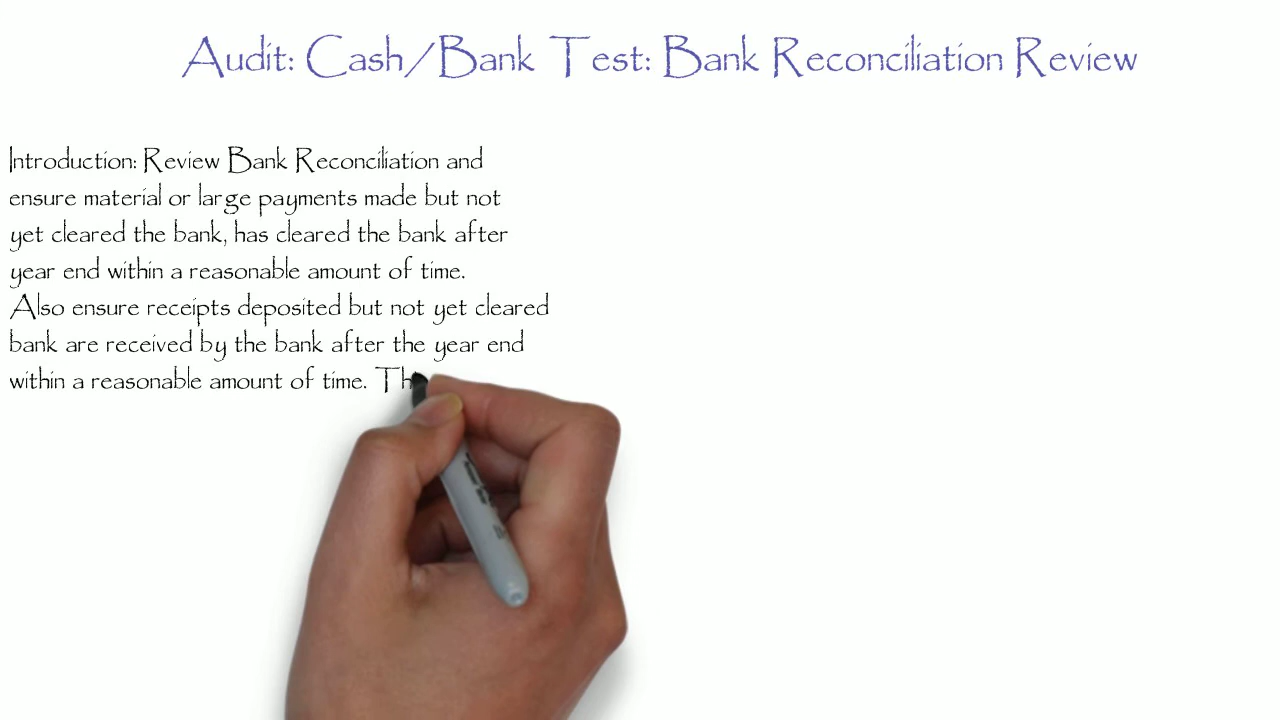 Audit: Cash/Bank Test: Bank Reconciliation Review
Introduction: Review Bank Reconciliation and
ensure material or large payments made but not
yet cleared the bank, has cleared the bank after
year end within a reasonable amount of time.
Also ensure receipts deposited but not yet cleared
bank are received by the bank after the year end
within a reasonable amount of time.